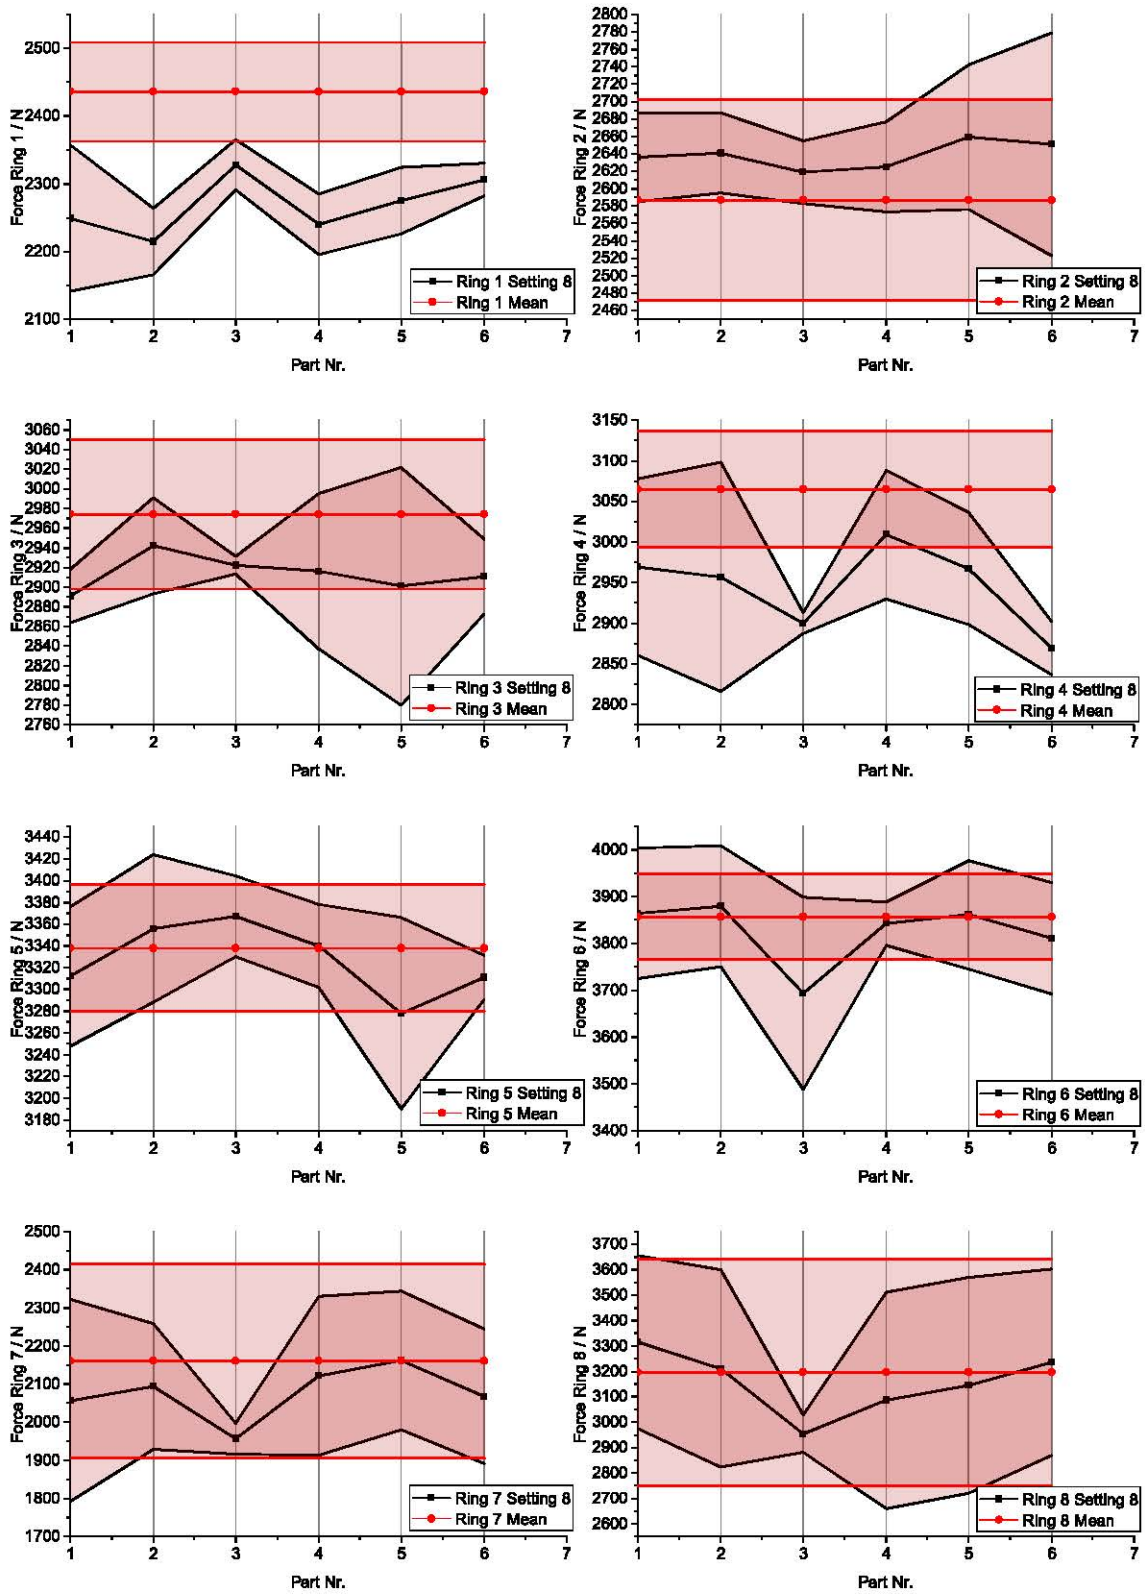 Force Ring 1 / N
2500
2400
2300
2200
2100
Ring 1 Setting 8
Ring 1 Mean
1 2 3 4 5 6 7
Part Nr.
Force Ring 2 / N
2800
2780
2760
2740
2720
2700
2680
2660
2640
2620
2600
2580
2560
2540
2520
2500
2480
2460
Ring 2 Setting 8
Ring 2 Mean
1 2 3 4 5 6 7
Part Nr.
Force Ring 3 / N
3060
3040
3020
3000
2980
2960
2940
2920
2900
2880
2860
2840
2820
2800
2780
2760
Ring 3 Setting 8
Ring 3 Mean
1 2 3 4 5 6 7
Part Nr.
Force Ring 4 / N
3150
3100
3050
3000
2950
2900
2850
2800
Ring 4 Setting 8
Ring 4 Mean
1 2 3 4 5 6 7
Part Nr.
Force Ring 5 / N
3440
3420
3400
3380
3360
3340
3320
3300
3280
3260
3240
3220
3200
3180
Ring 5 Setting 8
Ring 5 Mean
1 2 3 4 5 6 7
Part Nr.
Force Ring 6 / N
4000
3900
3800
3700
3600
3500
3400
Ring 6 Setting 8
Ring 6 Mean
1 2 3 4 5 6 7
Part Nr.
Force Ring 7 / N
2500
2400
2300
2200
2100
2000
1900
1800
1700
Ring 7 Setting 8
Ring 7 Mean
1 2 3 4 5 6 7
Part Nr.
Force Ring 8 / N
3700
3600
3500
3400
3300
3200
3100
3000
2900
2800
2700
2600
Ring 8 Setting 8
Ring 8 Mean
1 2 3 4 5 6 7
Part Nr.